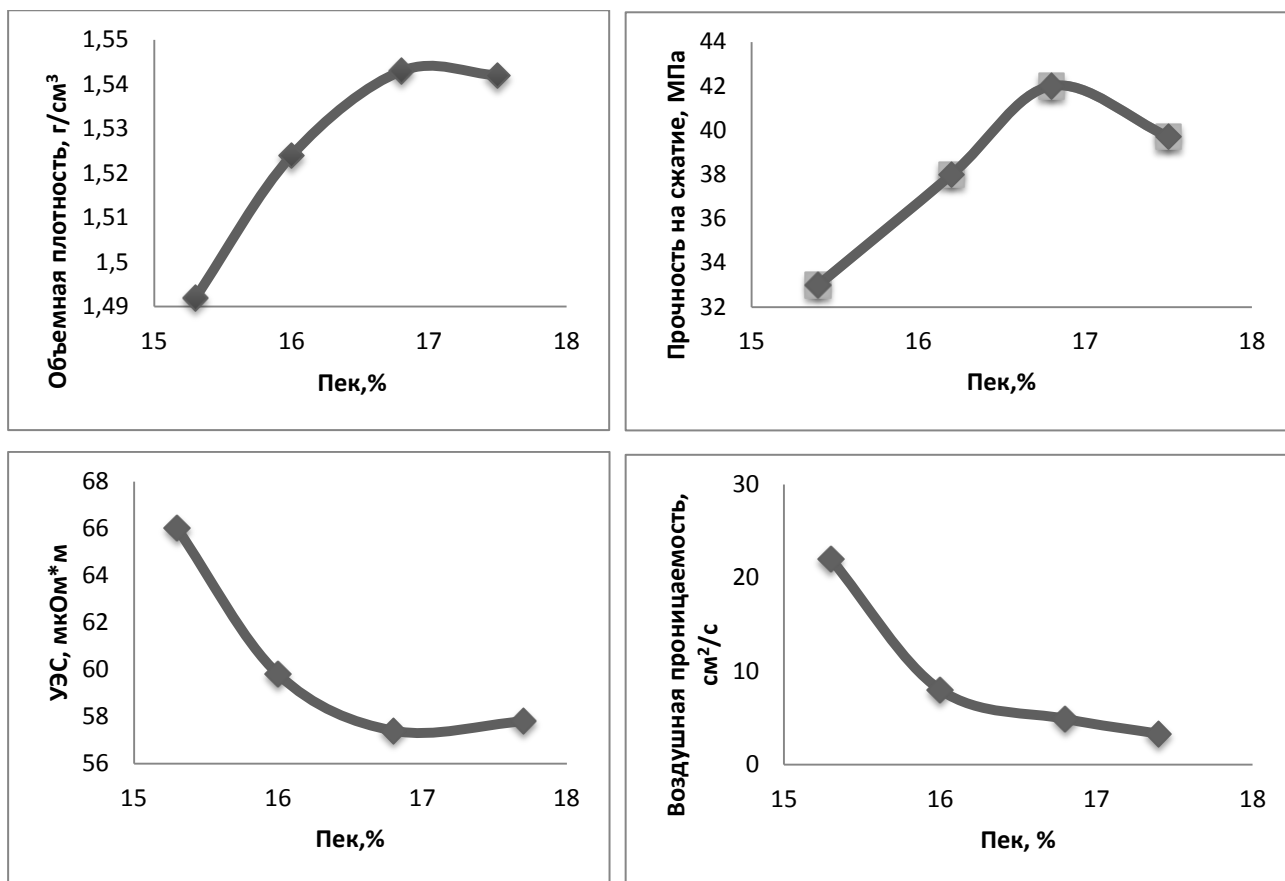 Объемная плотность, г/см³
1,55
1,54
1,53
1,52
1,51
1,5
1,49
15 16 17 18
Пек,%
Прочность на сжатие, МПа
44
42
40
38
36
34
32
15 16 17 18
Пек,%
УЭС, мкОм*м
68
66
64
62
60
58
56
15 16 17 18
Пек,%
Воздушная проницаемость,
см²/с
30
20
10
0
15 16 17 18
Пек, %